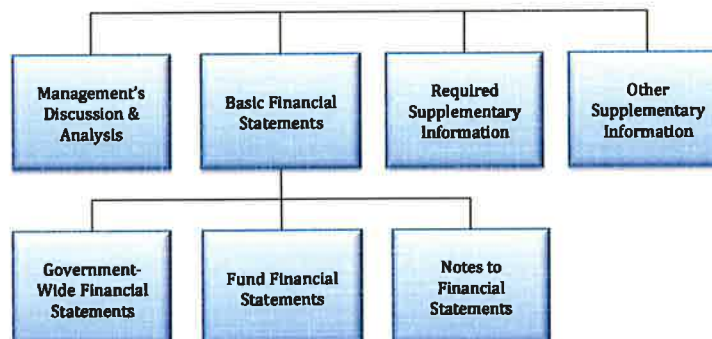 Management's
Discussion &
Analysis
Basic Financial
Statements
Required
Supplementary
Information
Other
Supplementary
Information
Government-
Wide Financial
Statements
Fund Financial
Statements
Notes to
Financial
Statements